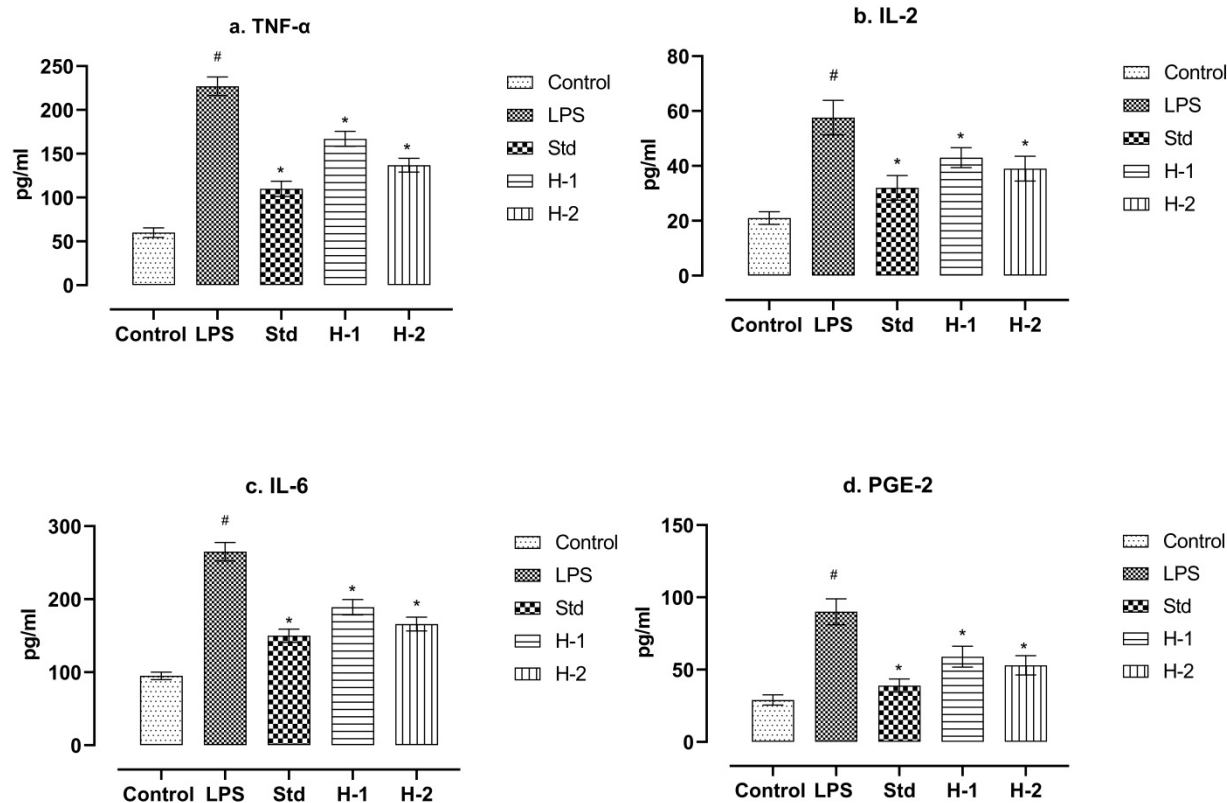 a. TNF-α
pg/ml
250
200
150
100
50
0
#
*
*
*
Control LPS Std H-1 H-2
Control
LPS
Std
H-1
H-2
b. IL-2
pg/ml
80
60
40
20
0
#
*
*
*
Control LPS Std H-1 H-2
Control
LPS
Std
H-1
H-2
c. IL-6
pg/ml
300
200
100
0
#
*
*
*
Control LPS Std H-1 H-2
Control
LPS
Std
H-1
H-2
d. PGE-2
pg/ml
150
100
50
0
#
*
*
*
Control LPS Std H-1 H-2
Control
LPS
Std
H-1
H-2